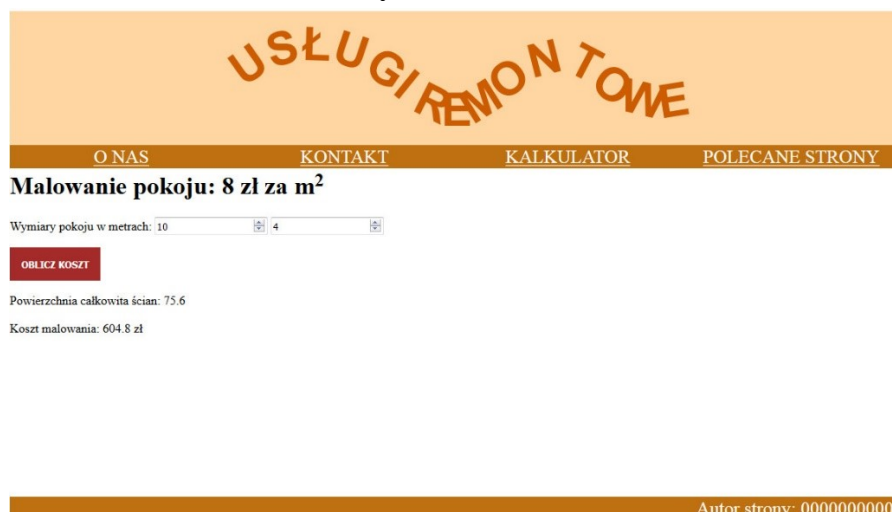 USŁUGI REMONTOWE
O NAS KONTAKT KALKULATOR POLECANE STRONY
Malowanie pokoju: 8 zł za m²
Wymiary pokoju w metrach: 10 4
OBLICZ KOSZT
Powierzchnia całkowita ścian: 75.6
Koszt malowania: 604.8 zł
Autor strony: 0000000000